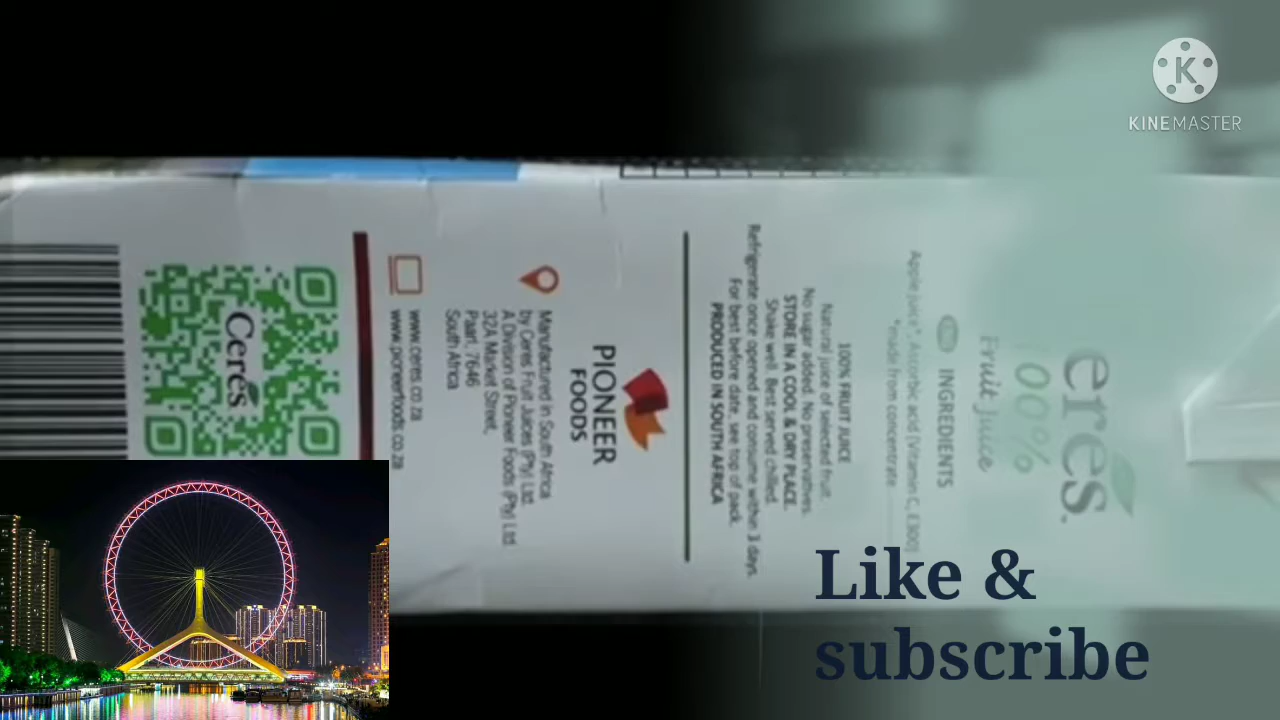 KINEMASTER
Ceres
100%
Fruit Juice
INGREDIENTS
Apple juice*, Ascorbic acid (Vitamin C, E300)
*made from concentrate
100% FRUIT JUICE
Natural juice of selected fruit.
No sugar added. No preservatives.
STORE IN A COOL & DRY PLACE.
Shake well. Best served chilled.
Refrigerate once opened and consume within 3 days.
For best before date, see top of pack.
PRODUCED IN SOUTH AFRICA
PIONEER
FOODS
Manufactured in South Africa
by Ceres Fruit Juices (Pty) Ltd.
A Division of Pioneer Foods (Pty) Ltd.
32A Market Street,
Paarl, 7646
South Africa
www.ceres.co.za
www.pioneerfoods.co.za
Ceres
Like &
subscribe